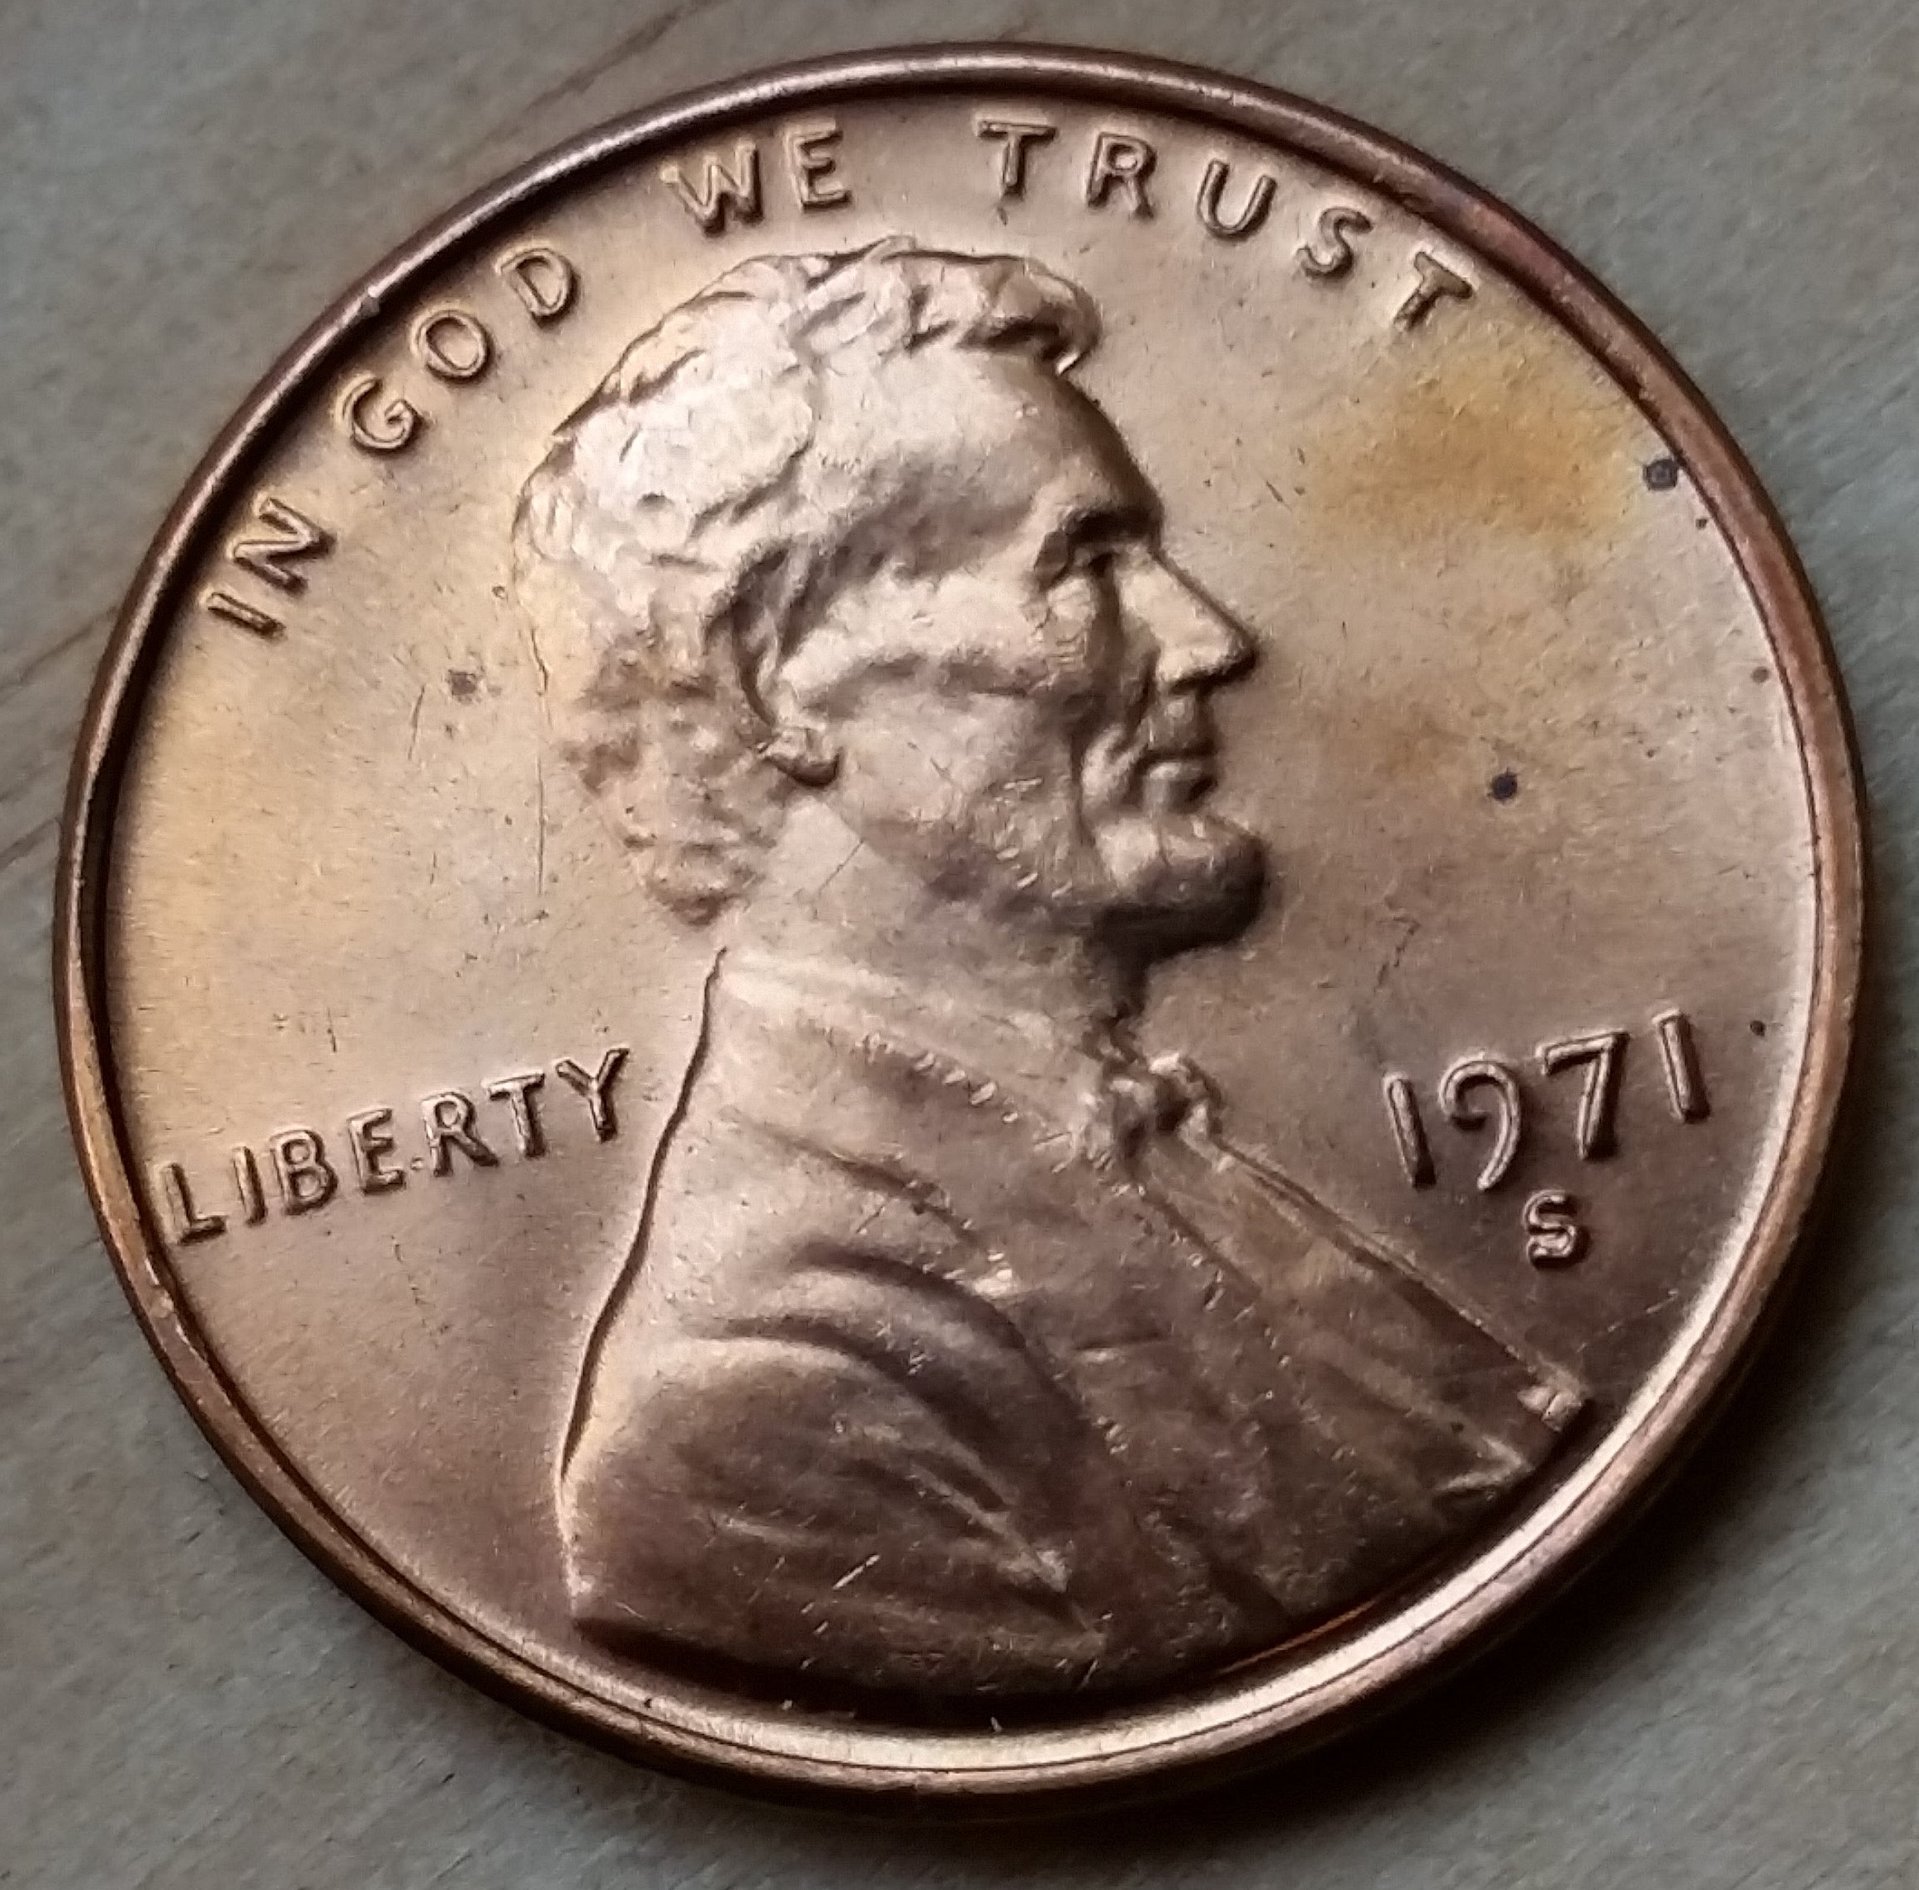 IN GOD WE TRUST
LIBERTY
1971
S